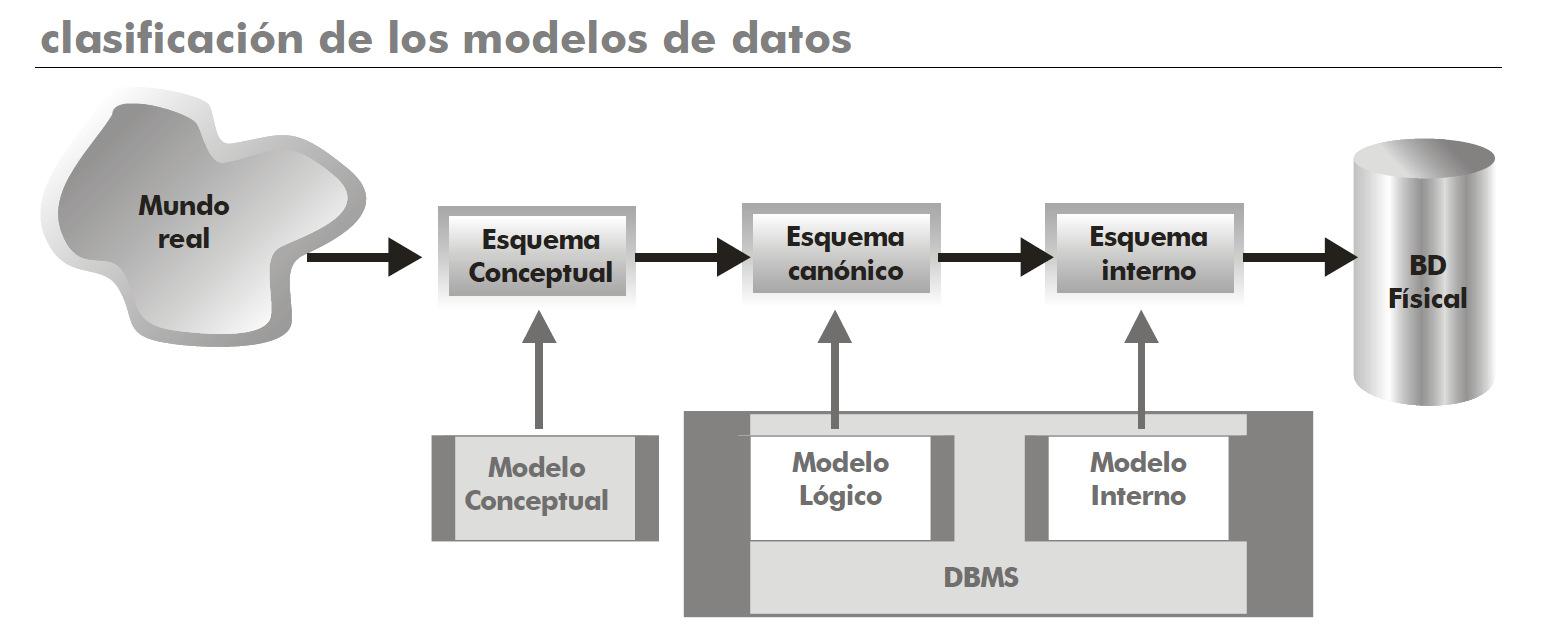 clasificación de los modelos de datos
Mundo
real
Esquema
Conceptual
Esquema
canónico
Esquema
interno
BD
Físical
Modelo
Conceptual
Modelo
Lógico
Modelo
Interno
DBMS